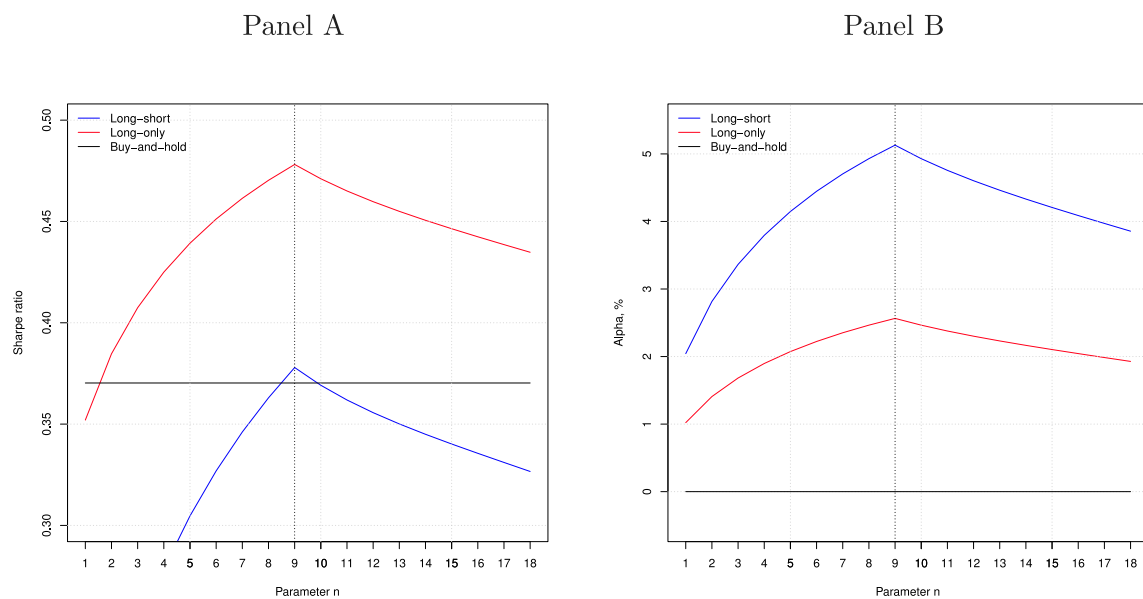 Panel A
Long−short
Long−only
Buy−and−hold
0.50
0.45
0.40
0.35
0.30
Sharpe ratio
1 2 3 4 5 6 7 8 9 10 11 12 13 14 15 16 17 18
Parameter n
Panel B
Long−short
Long−only
Buy−and−hold
5
4
3
2
1
0
Alpha, %
1 2 3 4 5 6 7 8 9 10 11 12 13 14 15 16 17 18
Parameter n